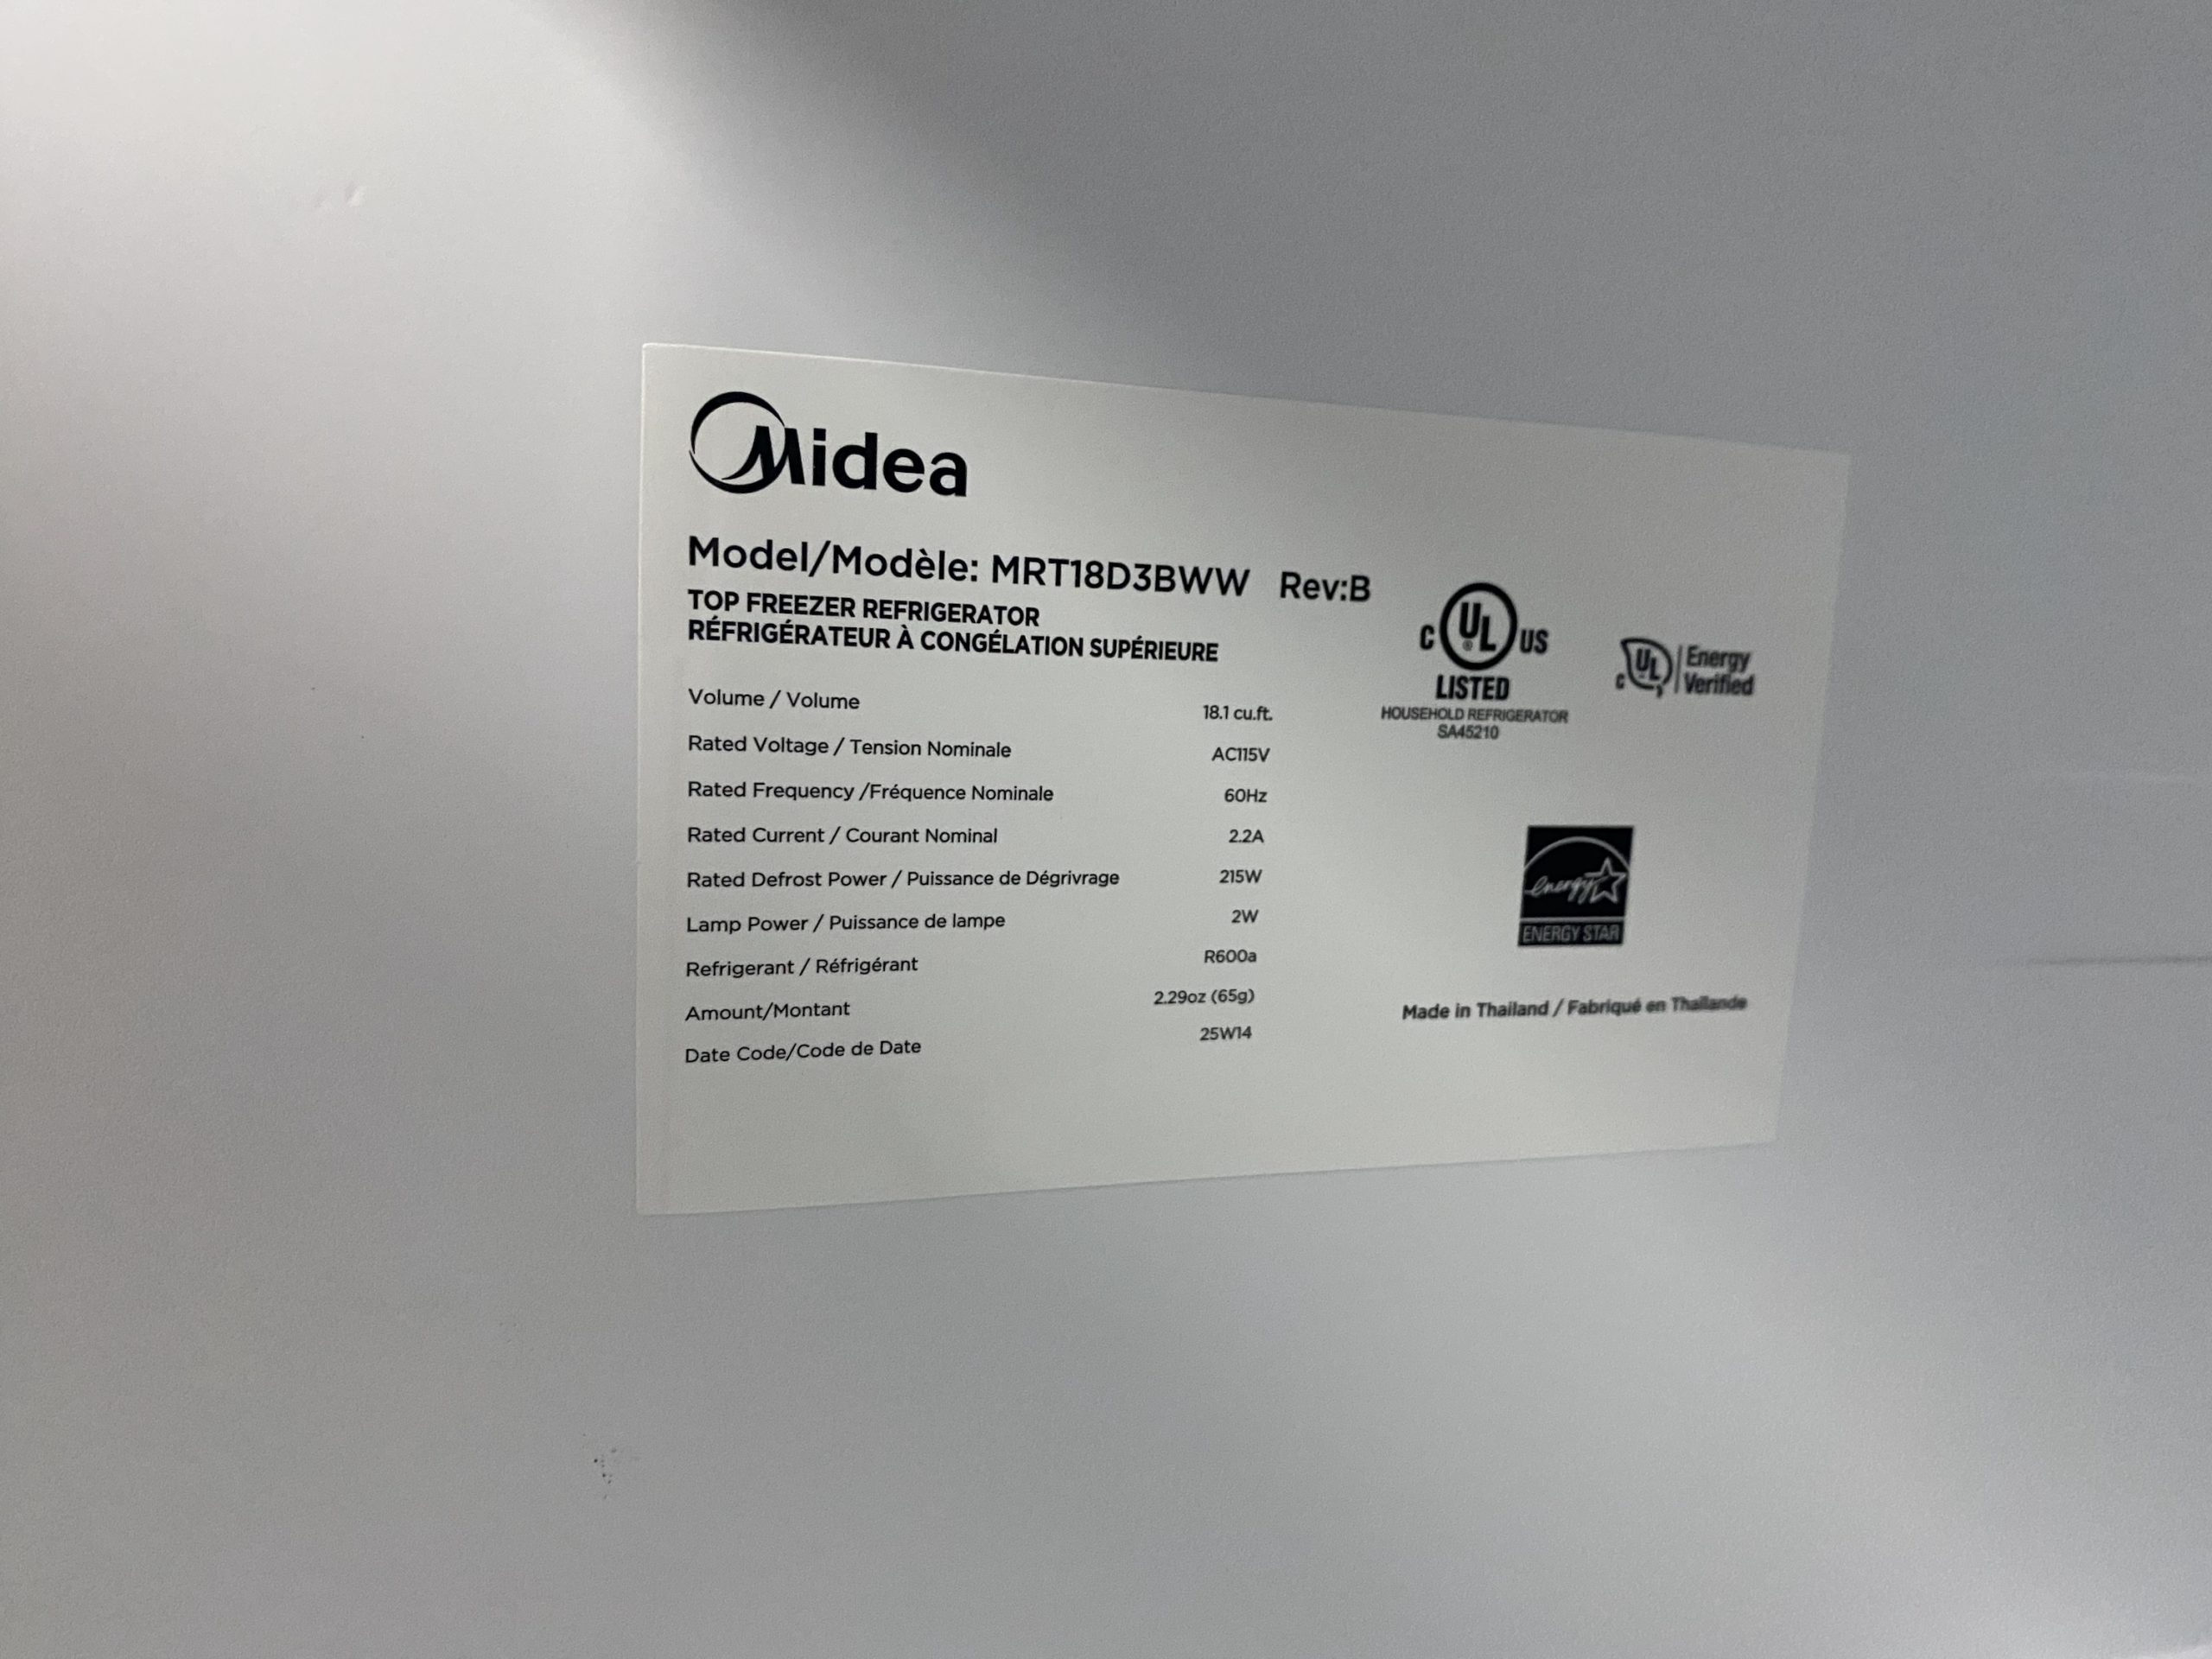 Midea
Model/Modèle: MRT18D3BWW Rev:B
TOP FREEZER REFRIGERATOR
RÉFRIGÉRATEUR À CONGÉLATION SUPÉRIEURE
Volume / Volume 18.1 cu.ft.
Rated Voltage / Tension Nominale AC115V
Rated Frequency /Fréquence Nominale 60Hz
Rated Current / Courant Nominal 2.2A
Rated Defrost Power / Puissance de Dégrivrage 215W
Lamp Power / Puissance de lampe 2W
Refrigerant / Réfrigérant R600a
Amount/Montant 2.29oz (65g)
Date Code/Code de Date 25W14
C UL US
LISTED
HOUSEHOLD REFRIGERATOR
SA45210
C UL Energy
Verified
energy
ENERGY STAR
Made in Thailand / Fabriqué en Thaïlande